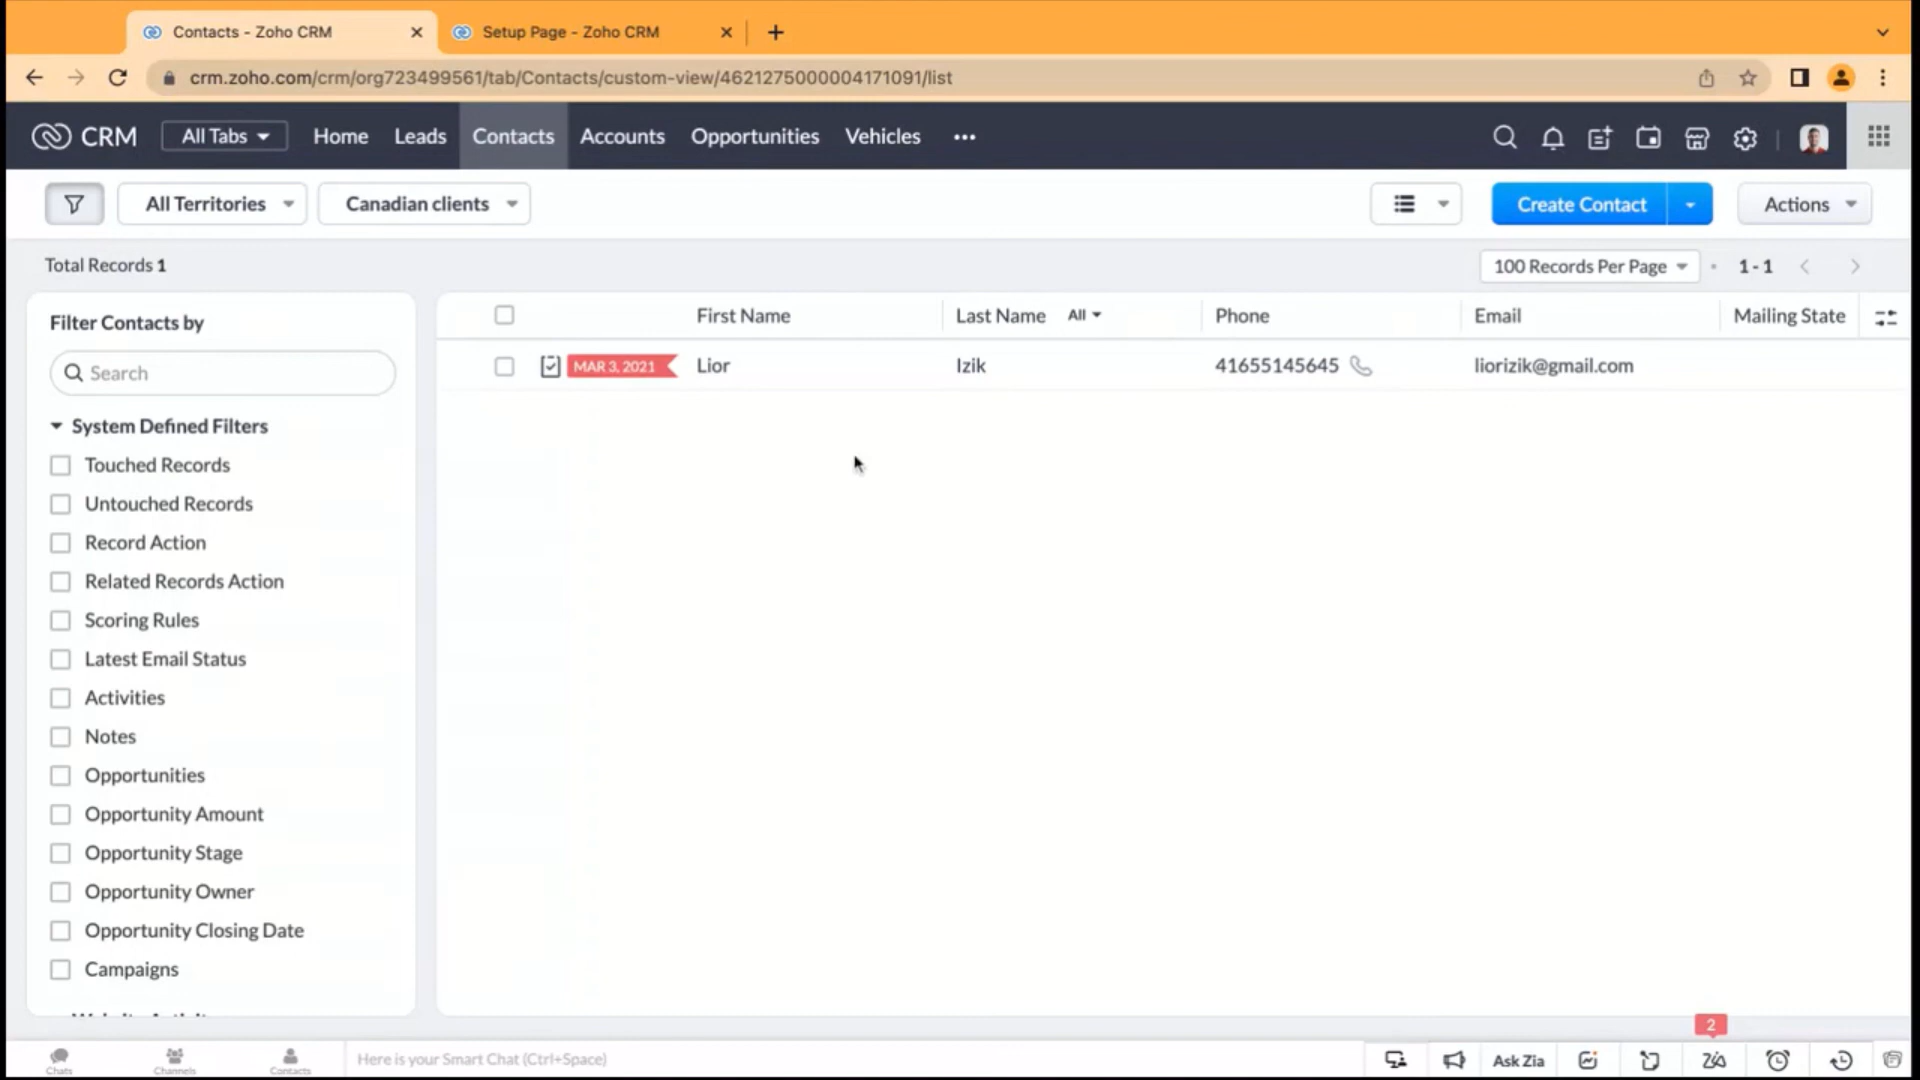 Contacts - Zoho CRM
Setup Page - Zoho CRM
crm.zoho.com/crm/org723499561/tab/Contacts/custom-view/4621275000004171091/list
CRM All Tabs Home Leads Contacts Accounts Opportunities Vehicles
All Territories Canadian clients Create Contact Actions
Total Records 1 100 Records Per Page 1 - 1
Filter Contacts by
Search
System Defined Filters
Touched Records
Untouched Records
Record Action
Related Records Action
Scoring Rules
Latest Email Status
Activities
Notes
Opportunities
Opportunity Amount
Opportunity Stage
Opportunity Owner
Opportunity Closing Date
Campaigns
First Name Last Name All Phone Email Mailing State
MAR 3, 2021 Lior Izik 41655145645 liorizik@gmail.com
2
Chats Channels Contacts Here is your Smart Chat (Ctrl+Space) Ask Zia